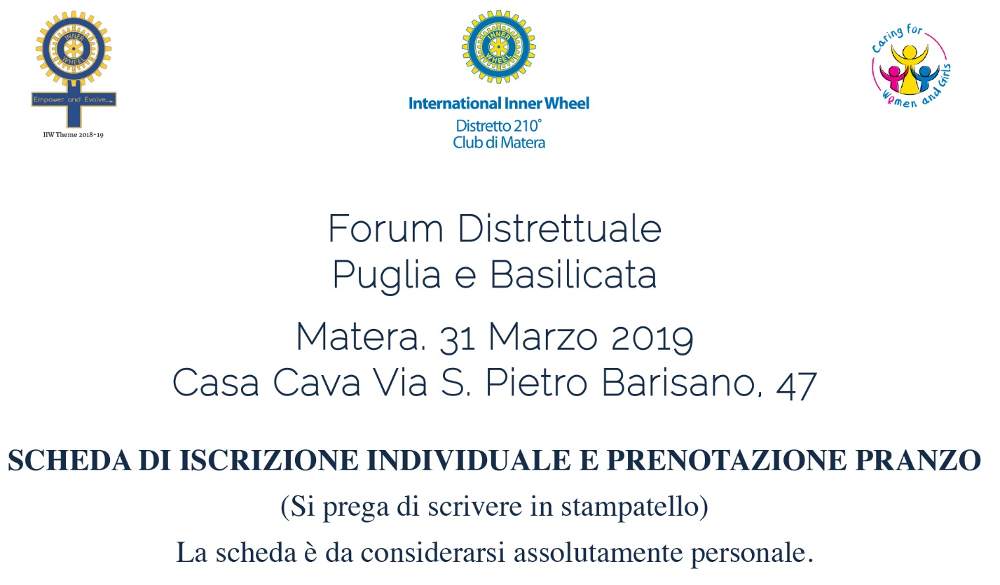 INNER
WHEEL
Empower and Evolve
IIW Theme 2018-19
INNER
WHEEL
International Inner Wheel
Distretto 210°
Club di Matera
Caring for
Women and Girls
Forum Distrettuale
Puglia e Basilicata
Matera. 31 Marzo 2019
Casa Cava Via S. Pietro Barisano, 47
SCHEDA DI ISCRIZIONE INDIVIDUALE E PRENOTAZIONE PRANZO
(Si prega di scrivere in stampatello)
La scheda è da considerarsi assolutamente personale.